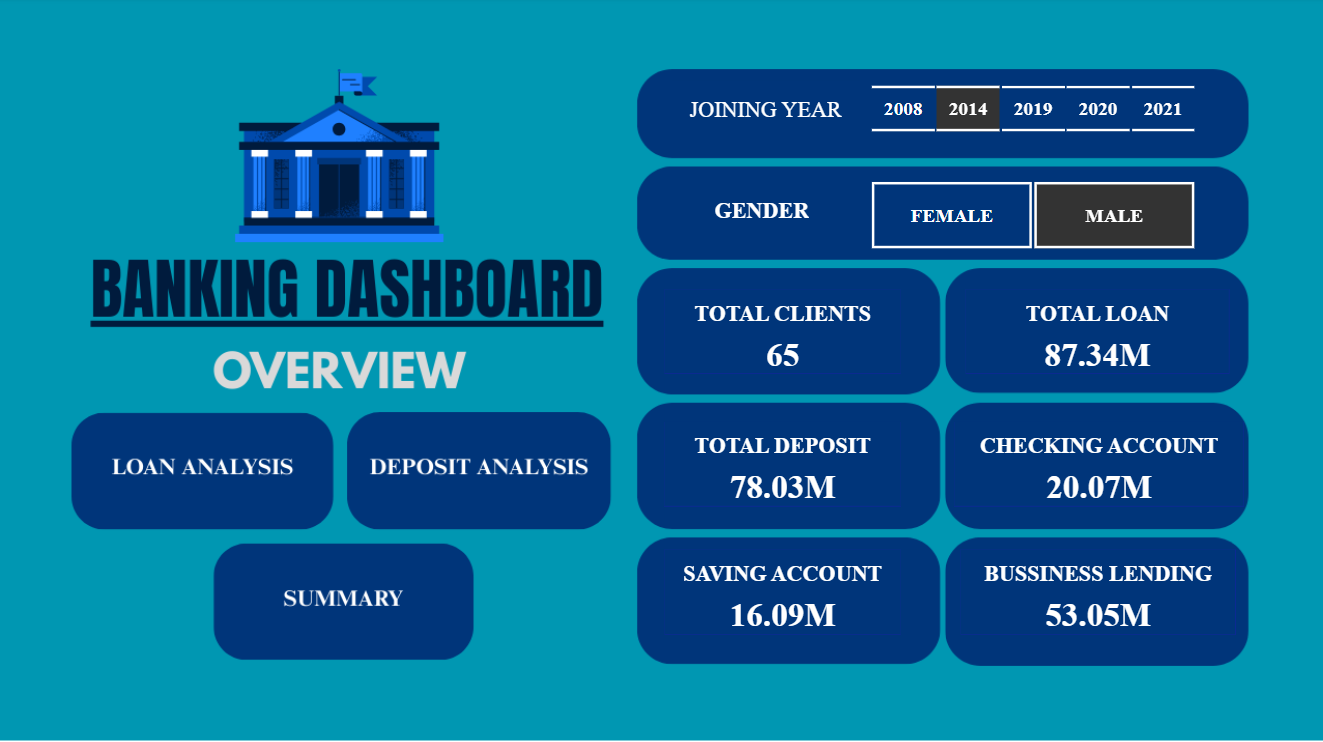 BANKING DASHBOARD
OVERVIEW
LOAN ANALYSIS
DEPOSIT ANALYSIS
SUMMARY
JOINING YEAR
2008 2014 2019 2020 2021
GENDER
FEMALE MALE
TOTAL CLIENTS
65
TOTAL LOAN
87.34M
TOTAL DEPOSIT
78.03M
CHECKING ACCOUNT
20.07M
SAVING ACCOUNT
16.09M
BUSSINESS LENDING
53.05M